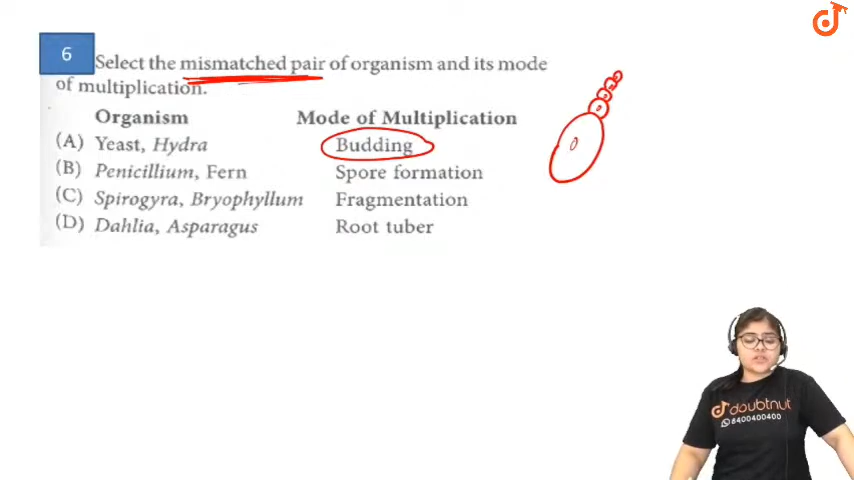 6
Select the mismatched pair of organism and its mode
of multiplication.
Organism Mode of Multiplication
(A) Yeast, Hydra Budding
(B) Penicillium, Fern Spore formation
(C) Spirogyra, Bryophyllum Fragmentation
(D) Dahlia, Asparagus Root tuber
doubtnut
8400400400